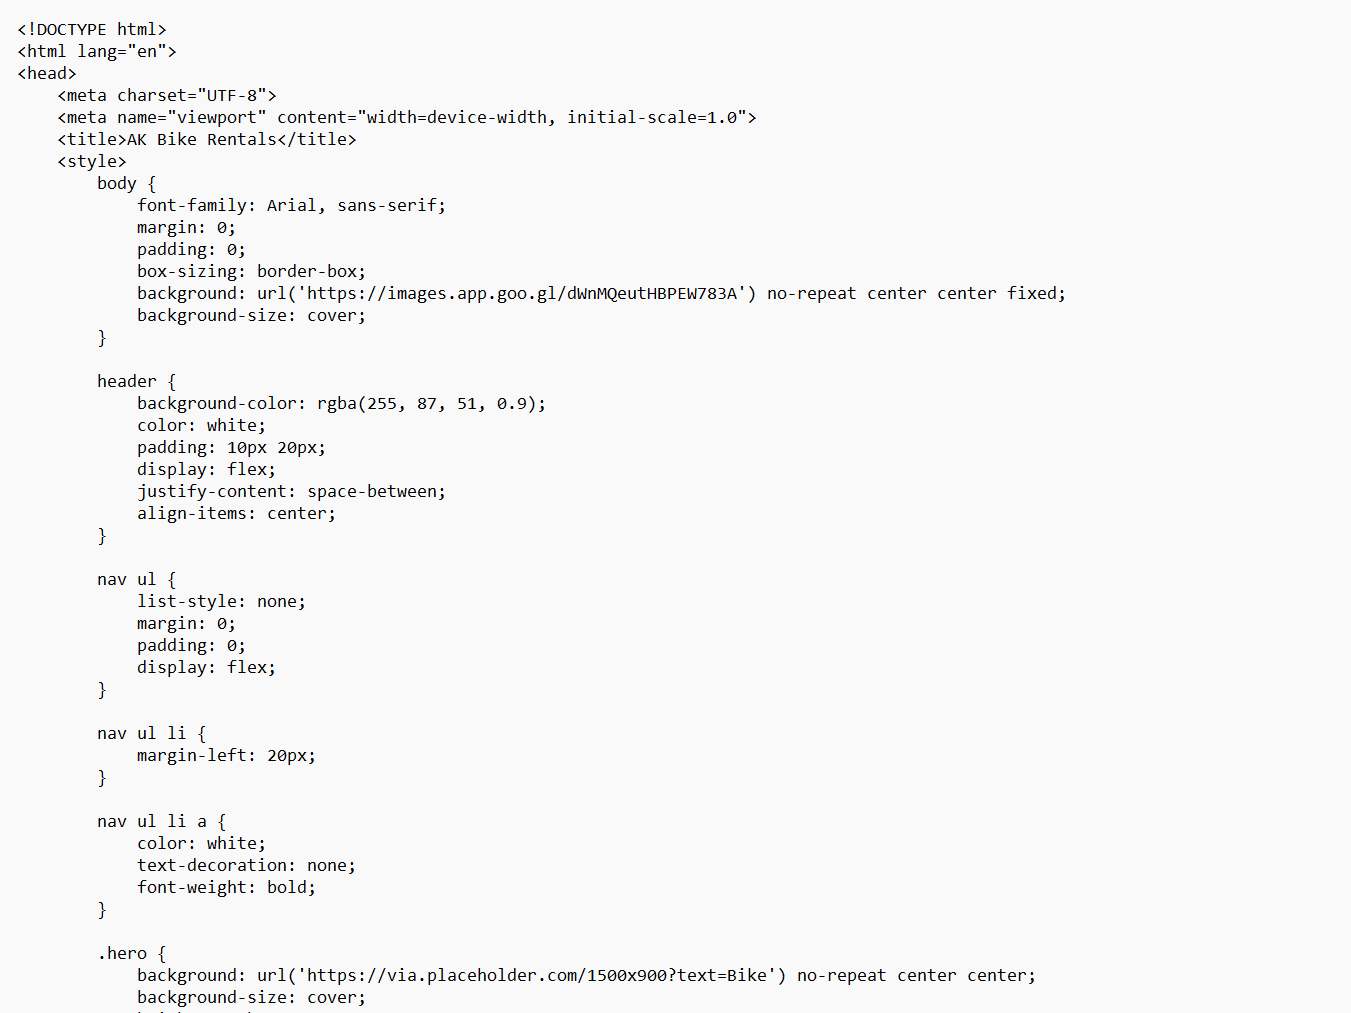 <!DOCTYPE html>
<html lang="en">
<head>
    <meta charset="UTF-8">
    <meta name="viewport" content="width=device-width, initial-scale=1.0">
    <title>AK Bike Rentals</title>
    <style>
        body {
            font-family: Arial, sans-serif;
            margin: 0;
            padding: 0;
            box-sizing: border-box;
            background: url('https://images.app.goo.gl/dWnMQeutHBPEW783A') no-repeat center center fixed;
            background-size: cover;
        }

        header {
            background-color: rgba(255, 87, 51, 0.9);
            color: white;
            padding: 10px 20px;
            display: flex;
            justify-content: space-between;
            align-items: center;
        }

        nav ul {
            list-style: none;
            margin: 0;
            padding: 0;
            display: flex;
        }

        nav ul li {
            margin-left: 20px;
        }

        nav ul li a {
            color: white;
            text-decoration: none;
            font-weight: bold;
        }

        .hero {
            background: url('https://via.placeholder.com/1500x900?text=Bike') no-repeat center center;
            background-size: cover;